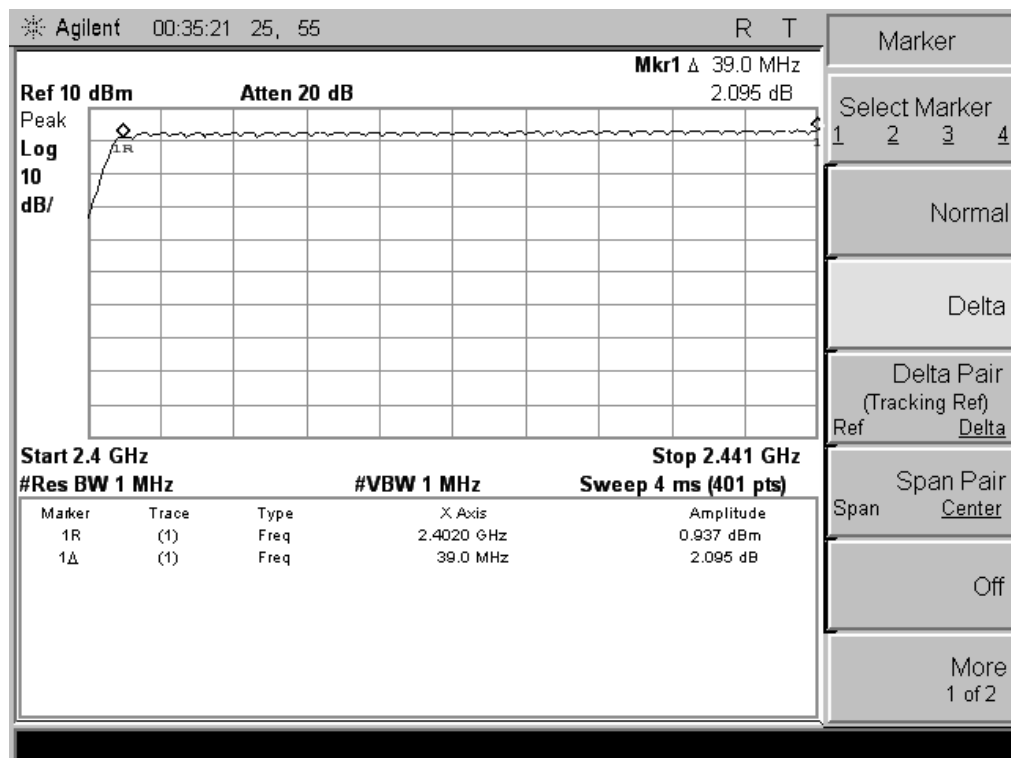 Agilent 00:35:21 25, 55 R T
Mkr1 Δ 39.0 MHz
Ref 10 dBm Atten 20 dB 2.095 dB
Peak
Log
10
dB/
1R
1
Start 2.4 GHz Stop 2.441 GHz
#Res BW 1 MHz #VBW 1 MHz Sweep 4 ms (401 pts)
Marker Trace Type X Axis Amplitude
1R (1) Freq 2.4020 GHz 0.937 dBm
1Δ (1) Freq 39.0 MHz 2.095 dB
Marker
Select Marker
1 2 3 4
Normal
Delta
Delta Pair
(Tracking Ref)
Ref Delta
Span Pair
Span Center
Off
More
1 of 2